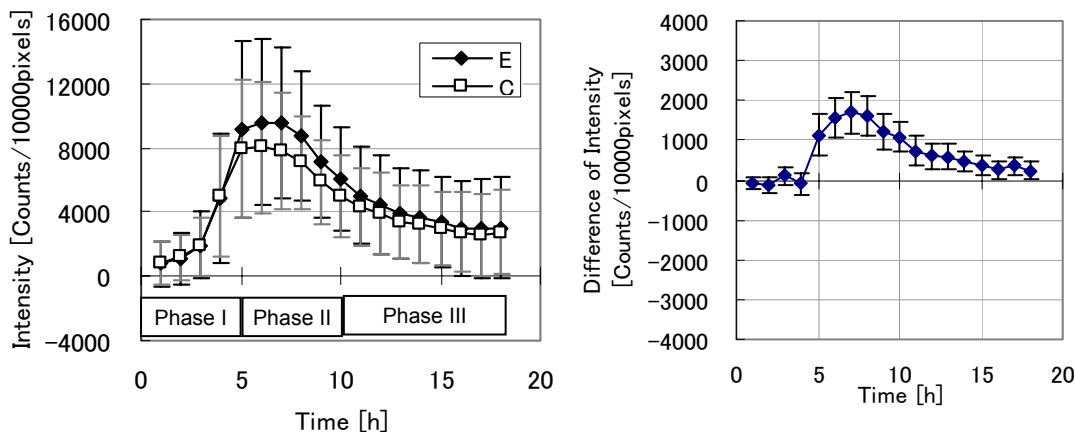 Intensity [Counts/10000pixels]
16000
12000
8000
4000
0
-4000
E
C
Phase I
Phase II
Phase III
0
5
10
15
20
Time [h]
Difference of Intensity
[Counts/10000pixels]
4000
3000
2000
1000
0
-1000
-2000
-3000
-4000
0
5
10
15
20
Time [h]